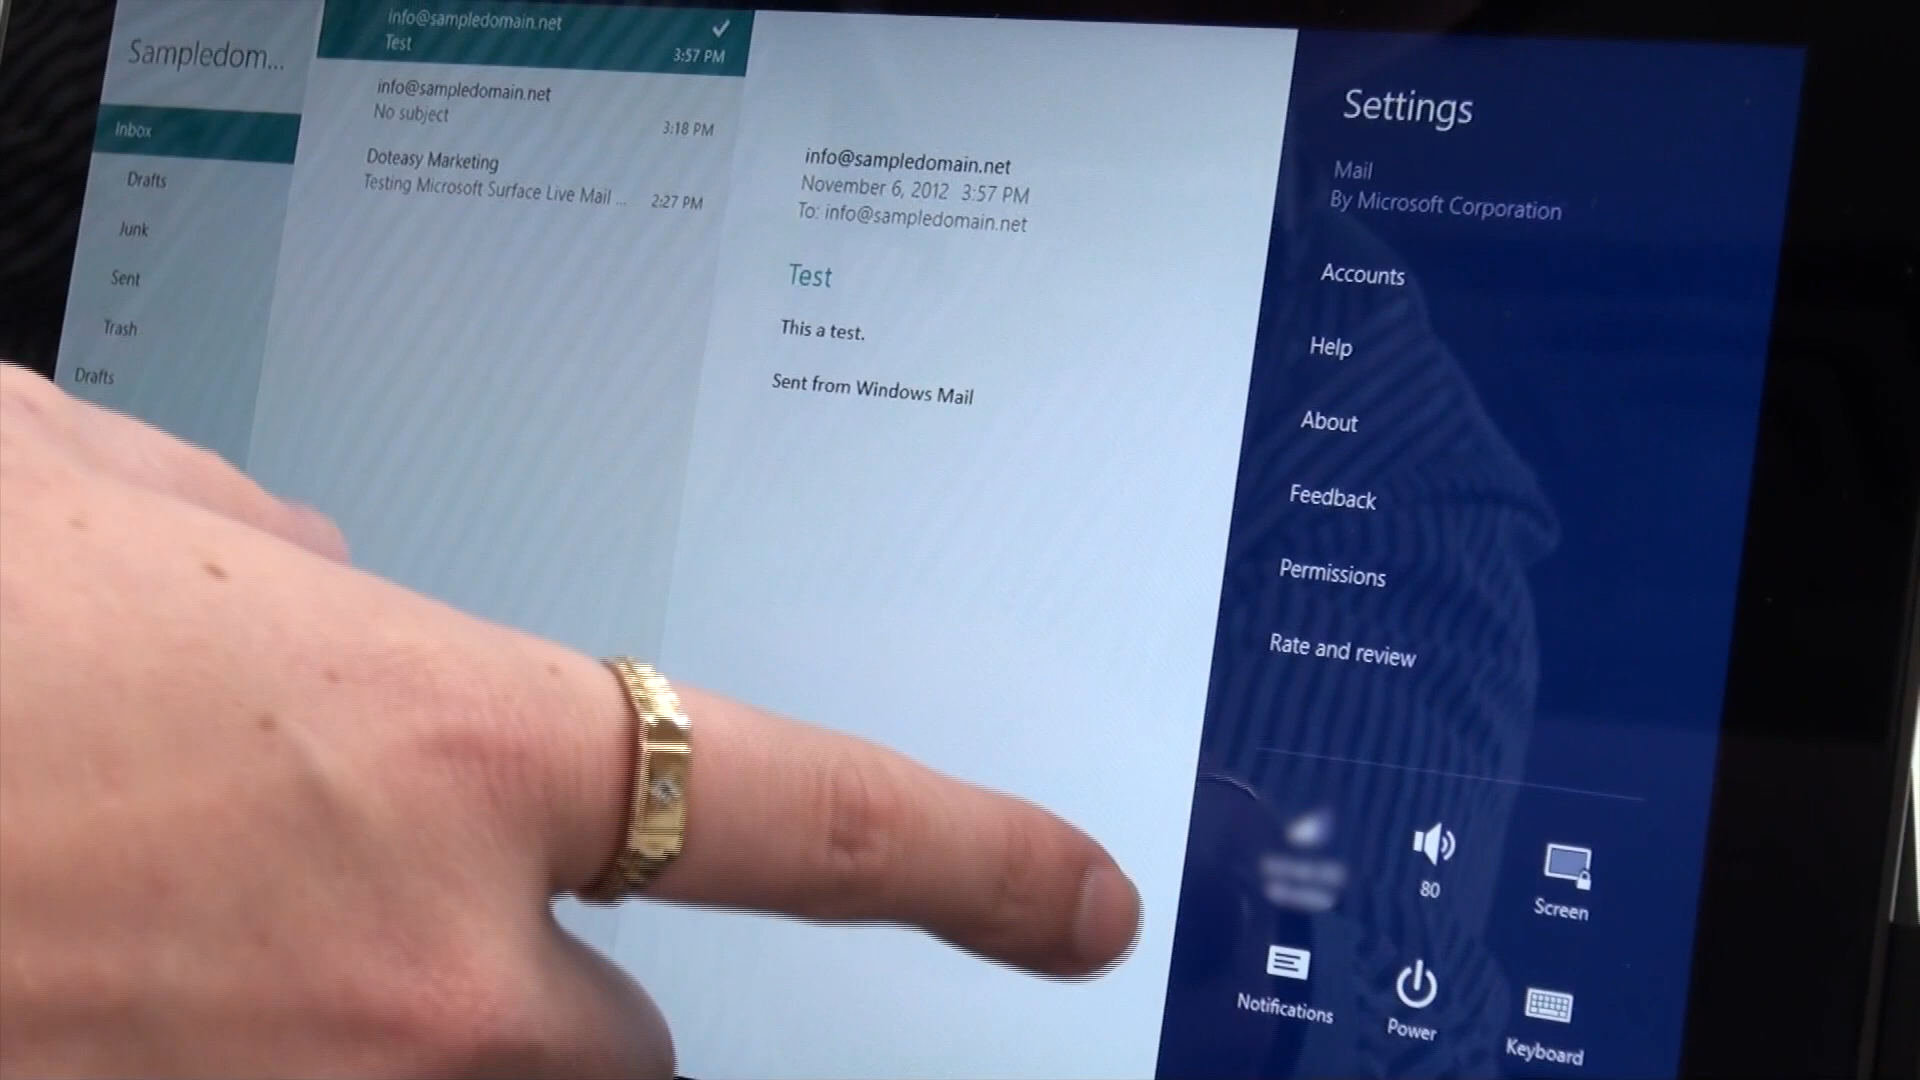 Sampledom...
Inbox
Drafts
Junk
Sent
Trash
Drafts
info@sampledomain.net
Test
3:57 PM
info@sampledomain.net
No subject
3:18 PM
Doteasy Marketing
Testing Microsoft Surface Live Mail ...
2:27 PM
info@sampledomain.net
November 6, 2012 3:57 PM
To: info@sampledomain.net
Test
This a test.
Sent from Windows Mail
Settings
Mail
By Microsoft Corporation
Accounts
Help
About
Feedback
Permissions
Rate and review
80
Screen
Notifications
Power
Keyboard